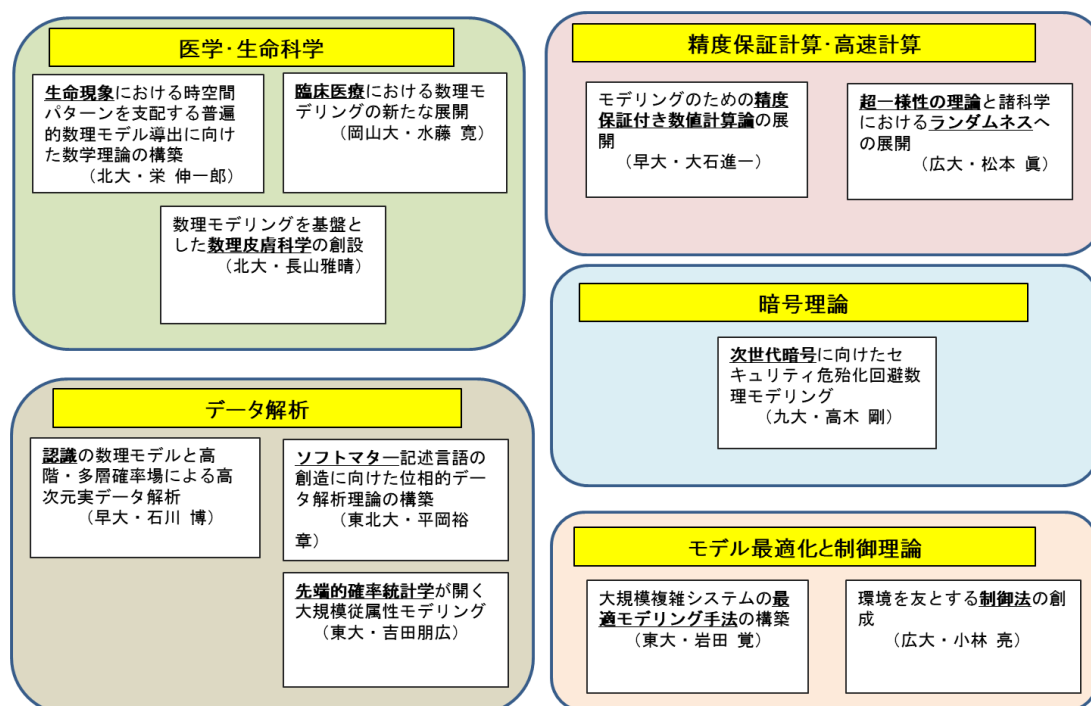 医学・生命科学
生命現象における時空間
パターンを支配する普遍
的数理モデル導出に向け
た数学理論の構築
（北大・栄 伸一郎）
臨床医療における数理モ
デリングの新たな展開
（岡山大・水藤 寛）
数理モデリングを基盤と
した数理皮膚科学の創設
（北大・長山雅晴）
精度保証計算・高速計算
モデリングのための精度
保証付き数値計算論の展
開
（早大・大石進一）
超一様性の理論と諸科学
におけるランダムネスへ
の展開
（広大・松本 眞）
暗号理論
次世代暗号に向けたセ
キュリティ危殆化回避数
理モデリング
（九大・高木 剛）
データ解析
認識の数理モデルと高
階・多層確率場による高
次元実データ解析
（早大・石川 博）
ソフトマター記述言語の
創造に向けた位相的デー
タ解析理論の構築
（東北大・平岡裕
章）
先端的確率統計学が開く
大規模従属性モデリング
（東大・吉田朋広）
モデル最適化と制御理論
大規模複雑システムの最
適モデリング手法の構築
（東大・岩田 覚）
環境を友とする制御法の創
成
（広大・小林 亮）